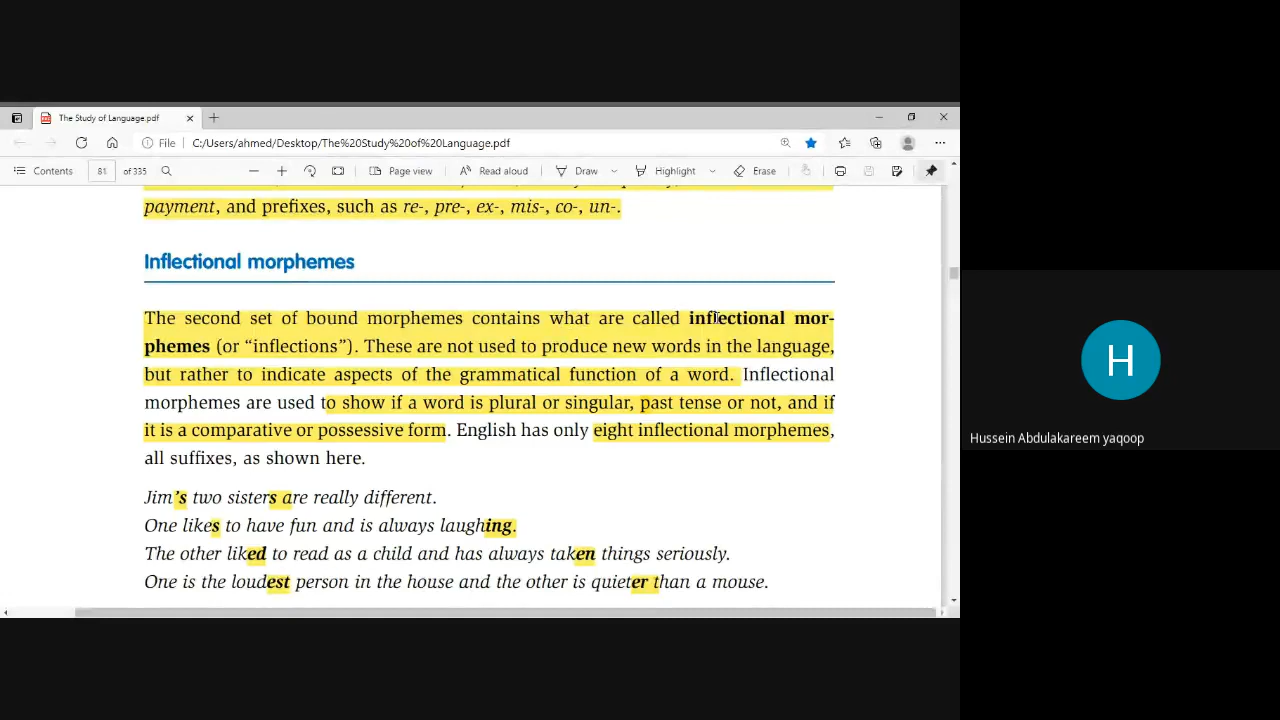 The Study of Language.pdf
File C:/Users/ahmed/Desktop/The%20Study%20of%20Language.pdf
Contents 81 of 335 Page view Read aloud Draw Highlight Erase
payment, and prefixes, such as re-, pre-, ex-, mis-, co-, un-.
Inflectional morphemes
The second set of bound morphemes contains what are called inflectional mor-
phemes (or “inflections”). These are not used to produce new words in the language,
but rather to indicate aspects of the grammatical function of a word. Inflectional
morphemes are used to show if a word is plural or singular, past tense or not, and if
it is a comparative or possessive form. English has only eight inflectional morphemes,
all suffixes, as shown here.
Jim’s two sisters are really different.
One likes to have fun and is always laughing.
The other liked to read as a child and has always taken things seriously.
One is the loudest person in the house and the other is quieter than a mouse.
H
Hussein Abdulakareem yaqoop